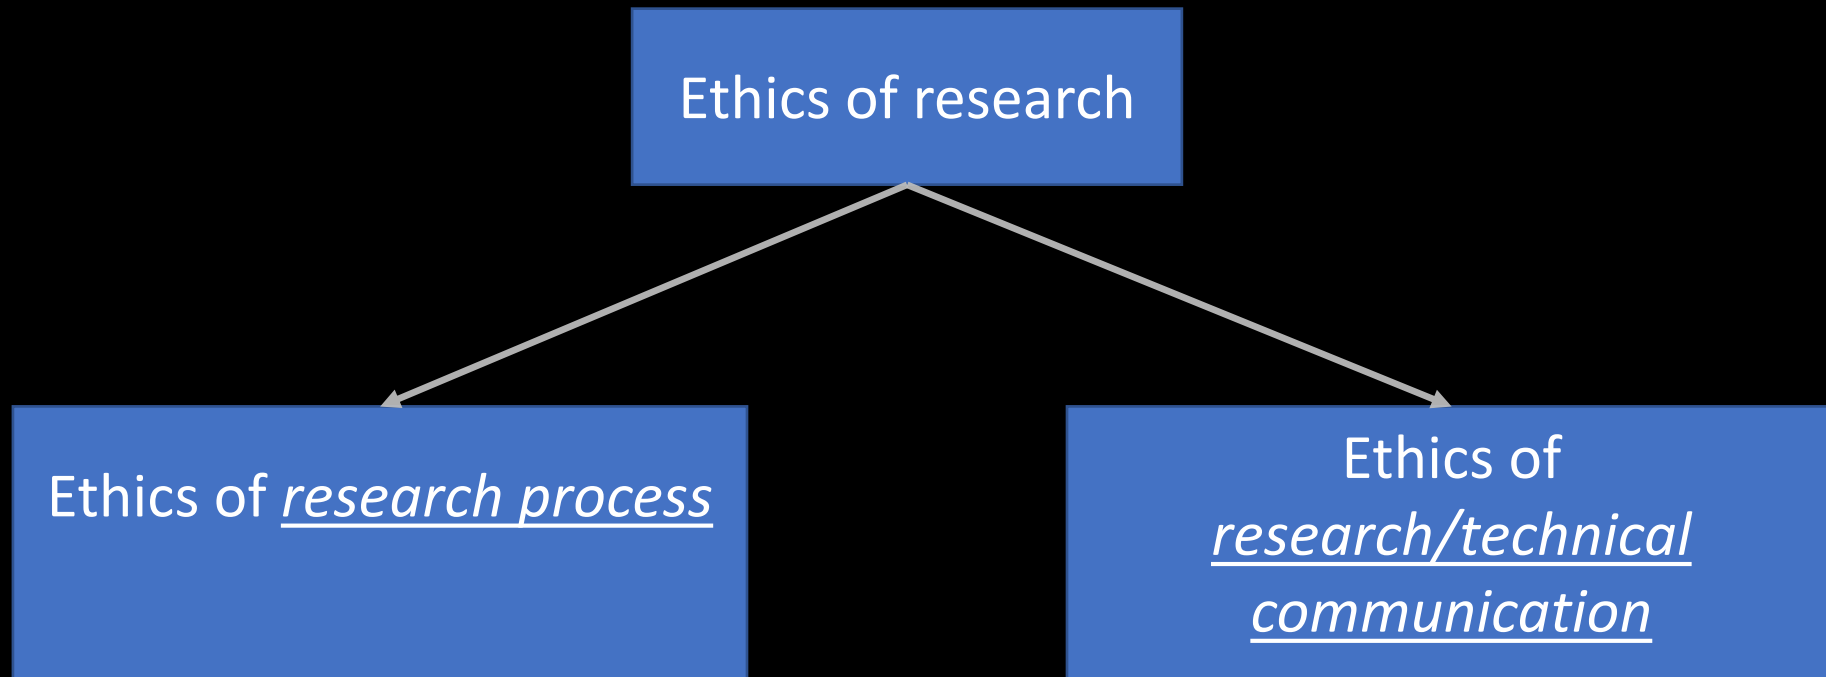 Ethics of research
Ethics of research process
Ethics of
research/technical
communication